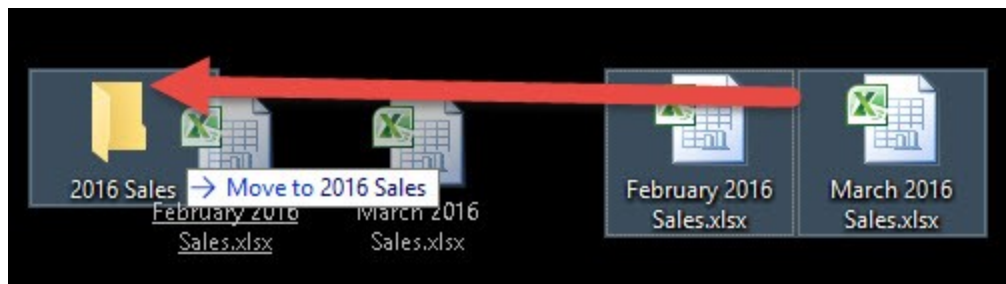 2016 Sales
→ Move to 2016 Sales
February 2016
Sales.xlsx
March 2016
Sales.xlsx
February 2016
Sales.xlsx
March 2016
Sales.xlsx